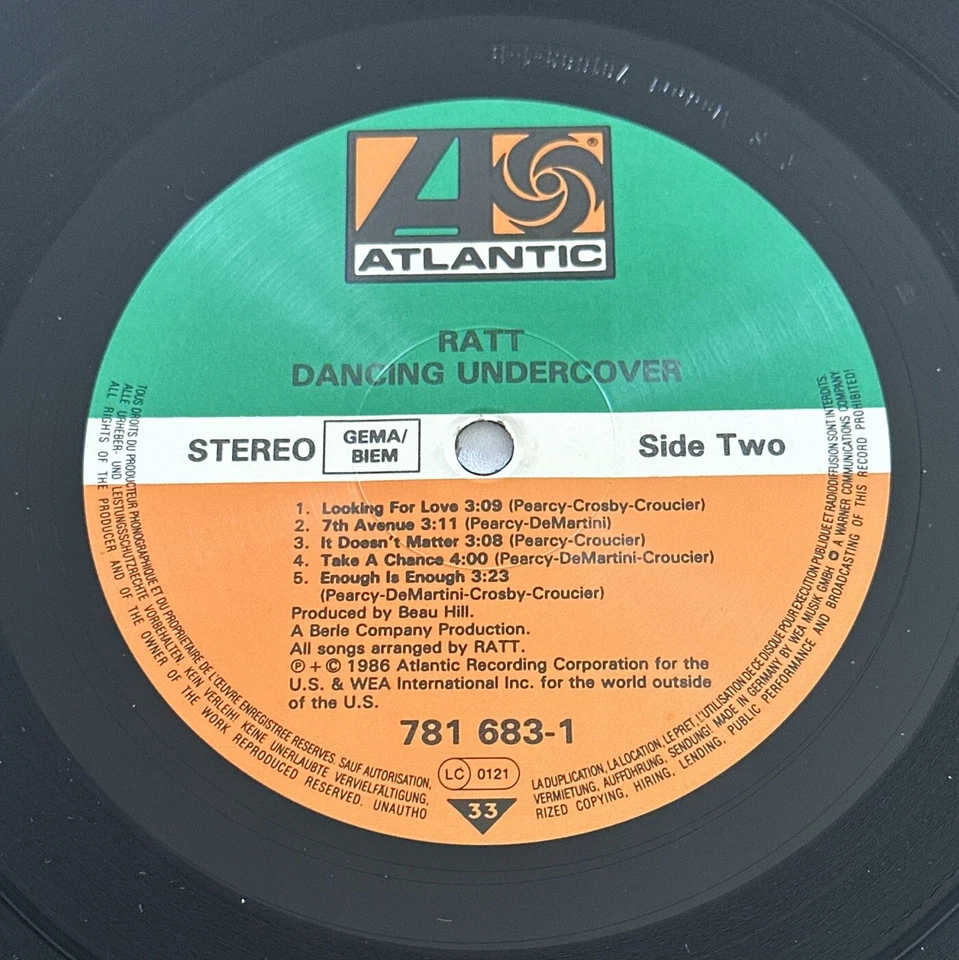 ATLANTIC
®
RATT
DANCING UNDERCOVER
STEREO
GEMA/
BIEM
Side Two
1. Looking For Love 3:09 (Pearcy-Crosby-Croucier)
2. 7th Avenue 3:11 (Pearcy-DeMartini)
3. It Doesn't Matter 3:08 (Pearcy-Croucier)
4. Take A Chance 4:00 (Pearcy-DeMartini-Croucier)
5. Enough Is Enough 3:23
(Pearcy-DeMartini-Crosby-Croucier)
Produced by Beau Hill.
A Berle Company Production.
All songs arranged by RATT.
℗ + © 1986 Atlantic Recording Corporation for the
U.S. & WEA International Inc. for the world outside
of the U.S.
781 683-1
LC 0121
33
TOUS DROITS DU PRODUCTEUR PHONOGRAPHIQUE ET DU PROPRIETAIRE DE L'ŒUVRE ENREGISTREE RESERVES. SAUF AUTORISATION, LA DUPLICATION, LA LOCATION, LE PRET, L'UTILISATION DE CE DISQUE POUR EXECUTION PUBLIQUE ET RADIODIFFUSION SONT INTERDITS.
ALLE URHEBER- UND LEISTUNGSSCHUTZRECHTE VORBEHALTEN. KEIN VERLEIH! KEINE UNERLAUBTE VERVIELFÄLTIGUNG, VERMIETUNG, AUFFÜHRUNG, SENDUNG! MADE IN GERMANY BY WEA MUSIK GMBH A WARNER COMMUNICATIONS COMPANY
ALL RIGHTS OF THE PRODUCER AND OF THE OWNER OF THE WORK REPRODUCED RESERVED. UNAUTHORIZED COPYING, HIRING, LENDING, PUBLIC PERFORMANCE AND BROADCASTING OF THIS RECORD PROHIBITED!